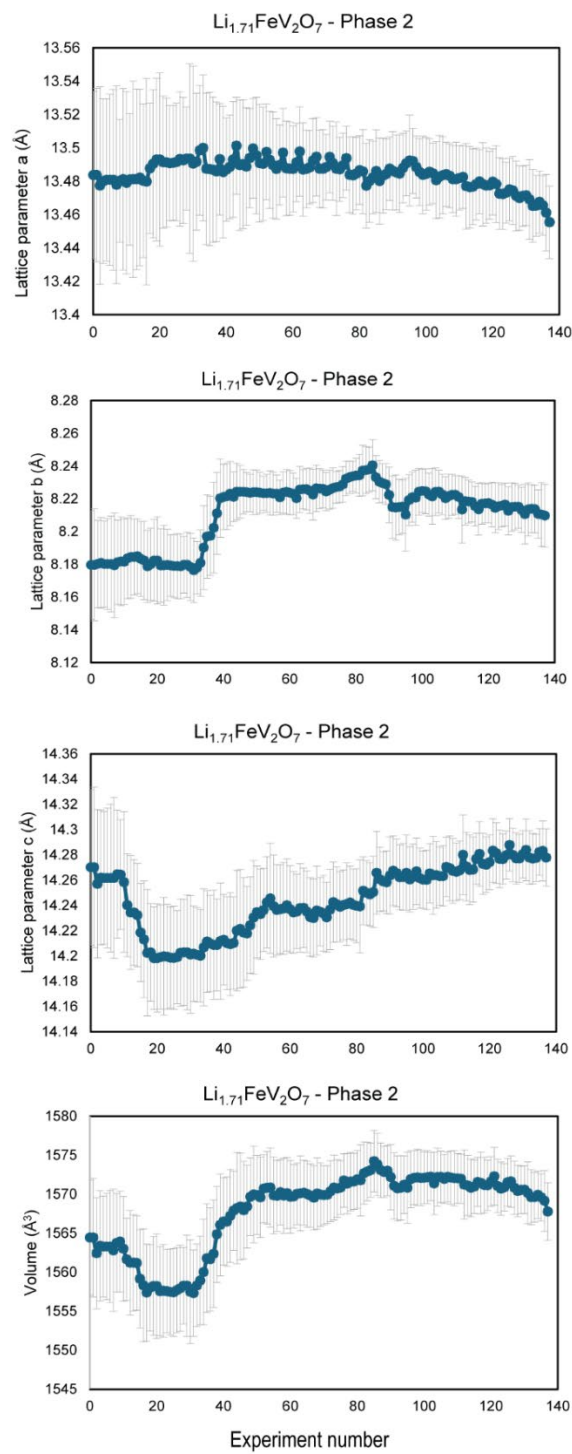 Li₁.₇₁FeV₂O₇ - Phase 2
Lattice parameter a (Å)
13.56
13.54
13.52
13.5
13.48
13.46
13.44
13.42
13.4
0 20 40 60 80 100 120 140
Li₁.₇₁FeV₂O₇ - Phase 2
Lattice parameter b (Å)
8.28
8.26
8.24
8.22
8.2
8.18
8.16
8.14
8.12
0 20 40 60 80 100 120 140
Li₁.₇₁FeV₂O₇ - Phase 2
Lattice parameter c (Å)
14.36
14.34
14.32
14.3
14.28
14.26
14.24
14.22
14.2
14.18
14.16
14.14
0 20 40 60 80 100 120 140
Li₁.₇₁FeV₂O₇ - Phase 2
Volume (Å³)
1580
1575
1570
1565
1560
1555
1550
1545
0 20 40 60 80 100 120 140
Experiment number